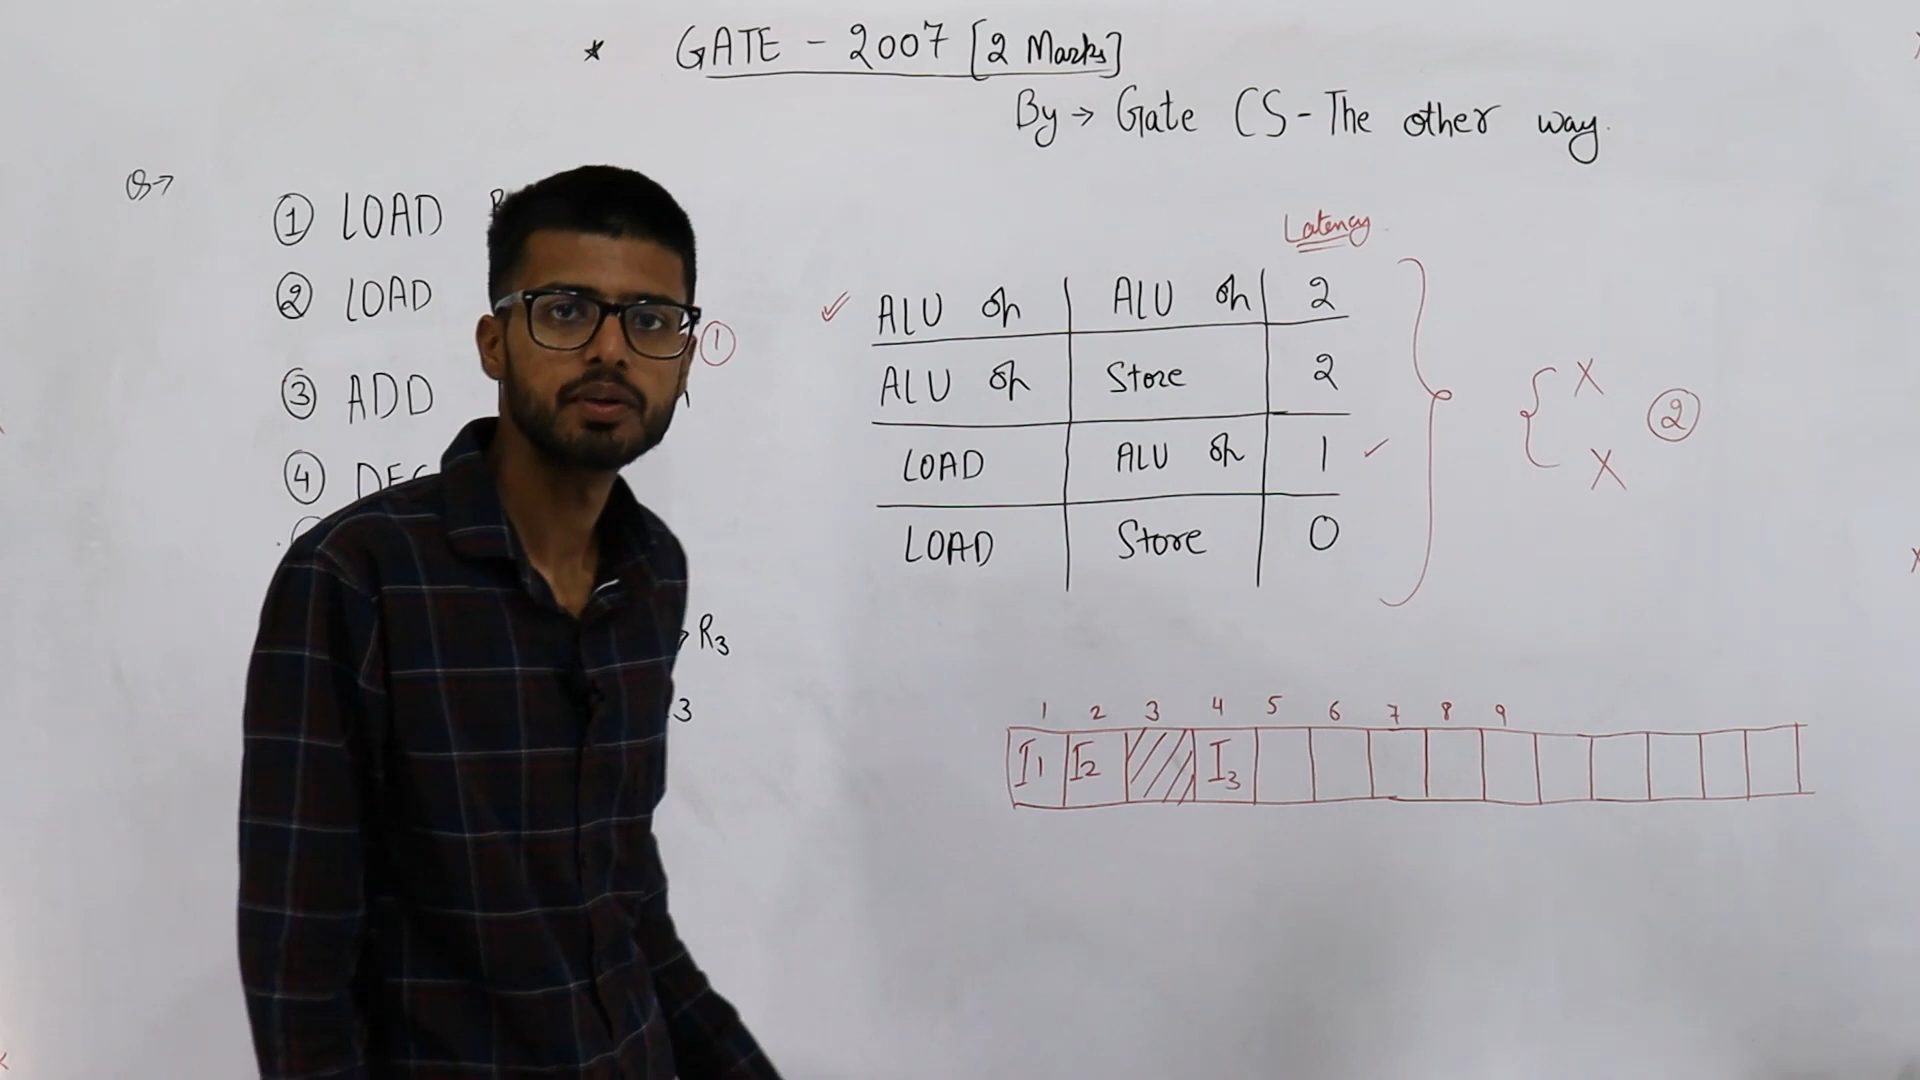 * GATE - 2007 [2 Marks]
By → Gate CS - The other way.
Q→
① LOAD
② LOAD
①
③ ADD
④ DEC
R3
3
Latency
✓ ALU op ALU op 2
ALU op Store 2
LOAD ALU op 1 ✓
LOAD Store 0
X
X
②
1 2 3 4 5 6 7 8 9
I1 I2 I3